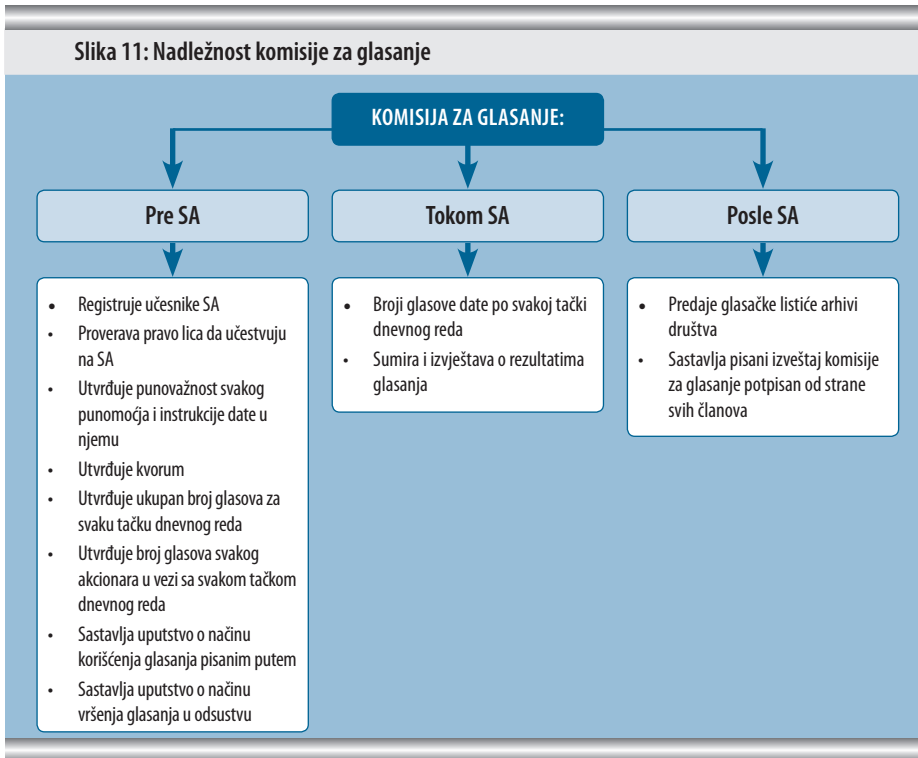 Slika 11: Nadležnost komisije za glasanje
KOMISIJA ZA GLASANJE:
Pre SA
• Registruje učesnike SA
• Proverava pravo lica da učestvuju
na SA
• Utvrđuje punovažnost svakog
punomoćja i instrukcije date u
njemu
• Utvrđuje kvorum
• Utvrđuje ukupan broj glasova za
svaku tačku dnevnog reda
• Utvrđuje broj glasova svakog
akcionara u vezi sa svakom tačkom
dnevnog reda
• Sastavlja uputstvo o načinu
korišćenja glasanja pisanim putem
• Sastavlja uputstvo o načinu
vršenja glasanja u odsustvu
Tokom SA
• Broji glasove date po svakoj tački
dnevnog reda
• Sumira i izvještava o rezultatima
glasanja
Posle SA
• Predaje glasačke listiće arhivi
društva
• Sastavlja pisani izveštaj komisije
za glasanje potpisan od strane
svih članova